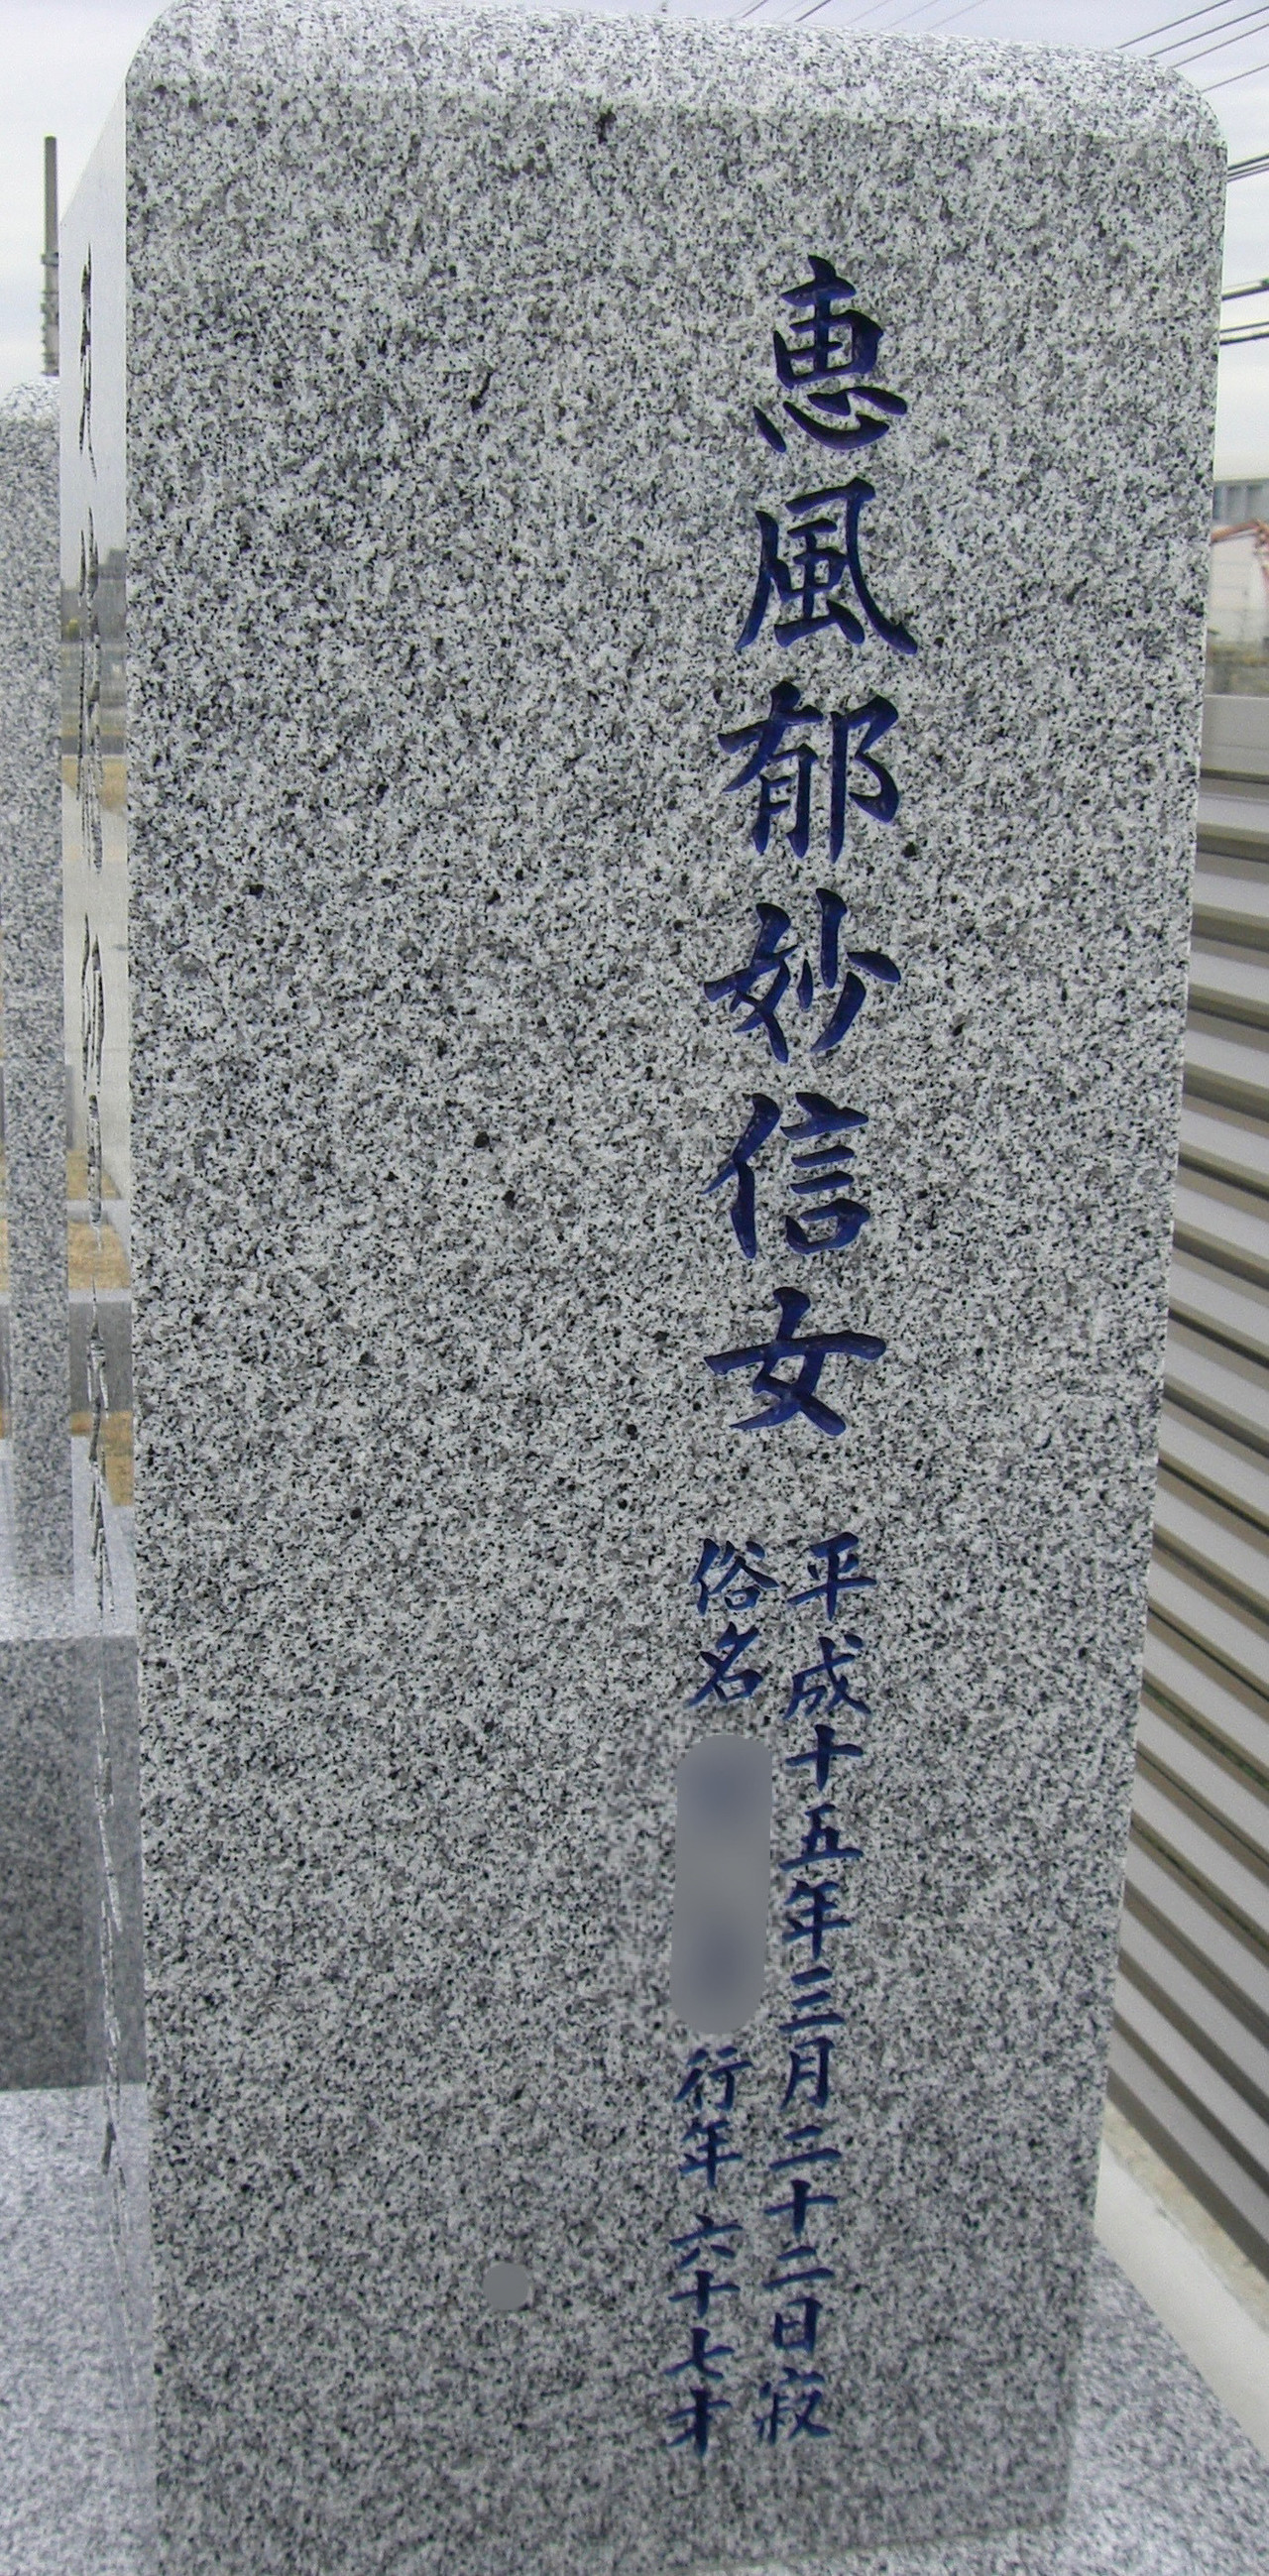 恵風郁妙信女
平成十五年三月二十二日寂
俗名 行年六十七才